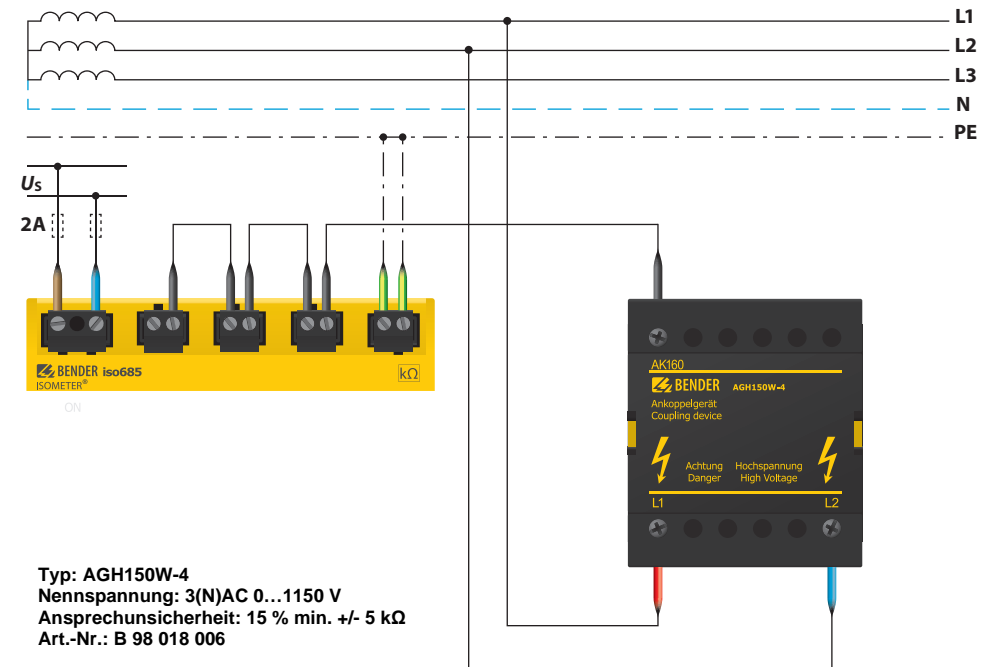 L1
L2
L3
N
PE
Us
2A
BENDER iso685
ISOMETER®
kΩ
ON
AK160
BENDER AGH150W-4
Ankoppelgerät
Coupling device
Achtung Hochspannung
Danger High Voltage
L1 L2
Typ: AGH150W-4
Nennspannung: 3(N)AC 0…1150 V
Ansprechunsicherheit: 15 % min. +/- 5 kΩ
Art.-Nr.: B 98 018 006